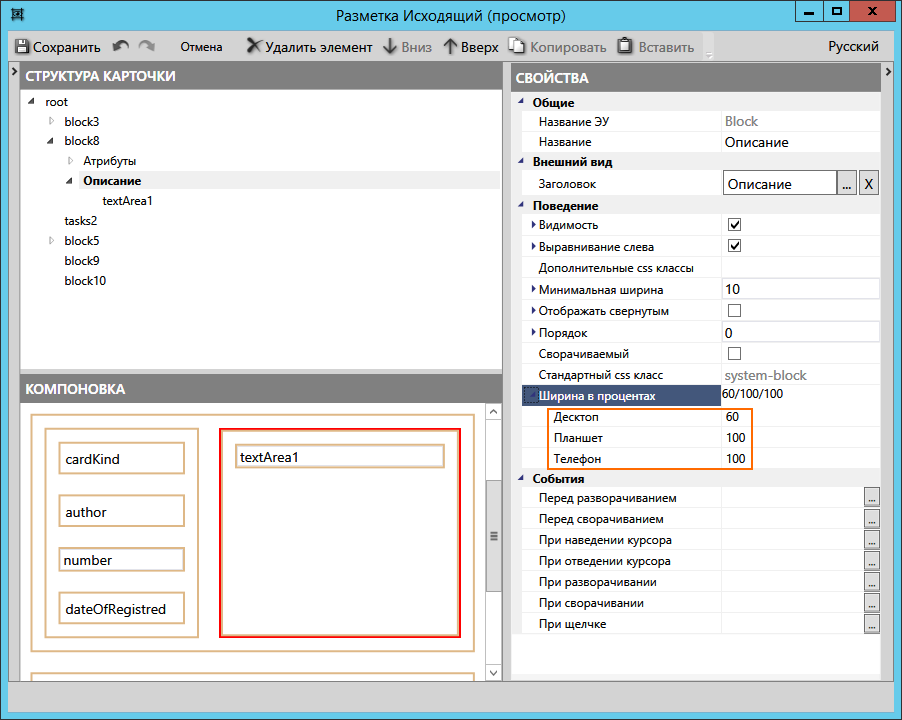 Разметка Исходящий (просмотр)
Сохранить Отмена Удалить элемент Вниз Вверх Копировать Вставить Русский
СТРУКТУРА КАРТОЧКИ
root
block3
block8
Атрибуты
Описание
textArea1
tasks2
block5
block9
block10
КОМПОНОВКА
cardKind
author
number
dateOfRegistred
textArea1
СВОЙСТВА
Общие
Название ЭУ Block
Название Описание
Внешний вид
Заголовок Описание ... X
Поведение
Видимость
Выравнивание слева
Дополнительные css классы
Минимальная ширина 10
Отображать свернутым
Порядок 0
Сворачиваемый
Стандартный css класс system-block
Ширина в процентах 60/100/100
Десктоп 60
Планшет 100
Телефон 100
События
Перед разворачиванием ...
Перед сворачиванием ...
При наведении курсора ...
При отведении курсора ...
При разворачивании ...
При сворачивании ...
При щелчке ...